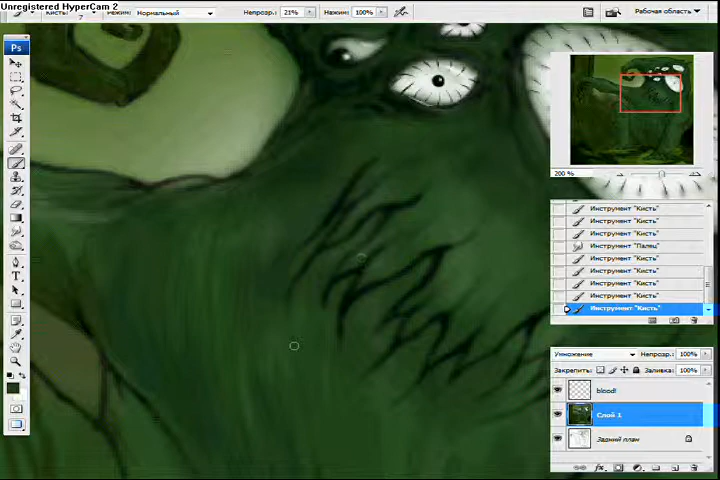 Unregistered HyperCam 2
Кисть: 7 Режим: Нормальный Непрозр.: 21% Нажим: 100% Рабочая область
Ps
200 %
Инструмент "Кисть"
Инструмент "Кисть"
Инструмент "Кисть"
Инструмент "Палец"
Инструмент "Кисть"
Инструмент "Кисть"
Инструмент "Кисть"
Инструмент "Кисть"
Инструмент "Кисть"
Умножение Непрозр.: 100%
Закрепить: Заливка: 100%
blood!
Слой 1
Задний план
T
fx